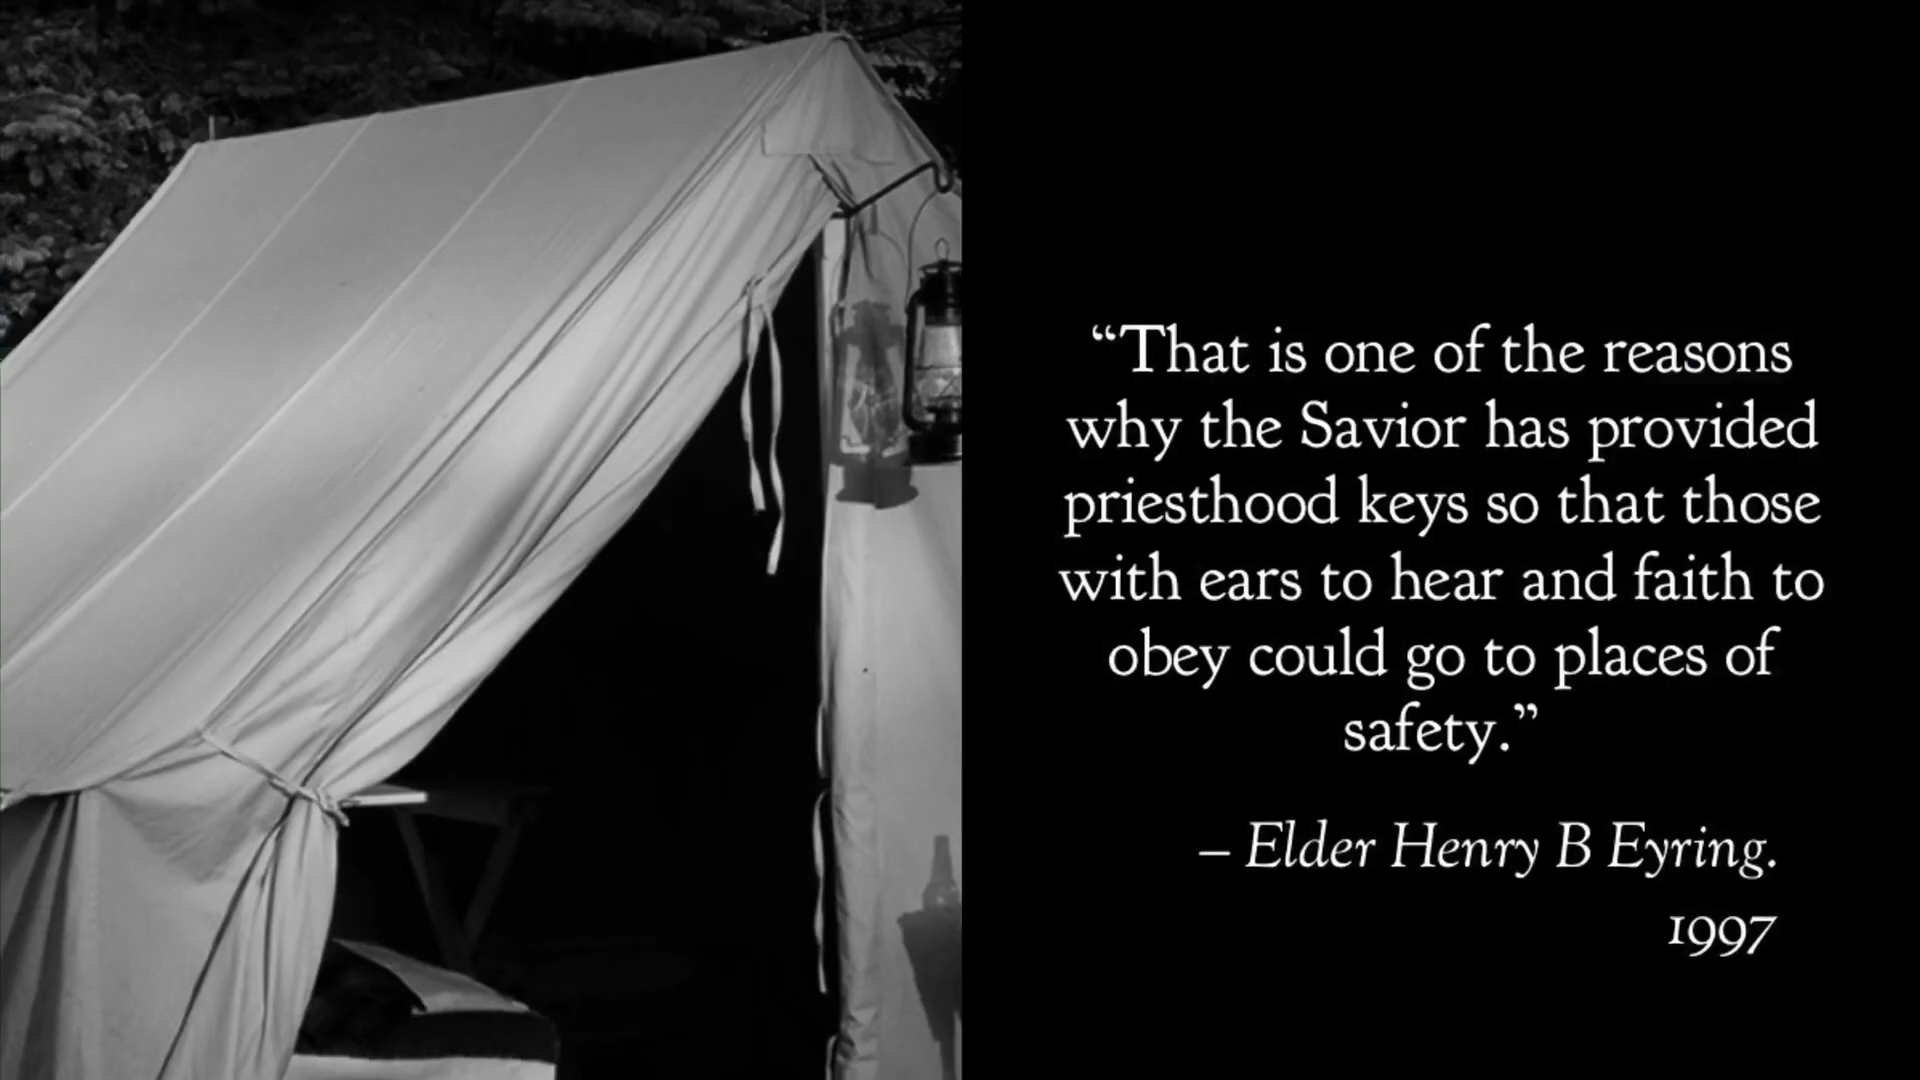 “That is one of the reasons
why the Savior has provided
priesthood keys so that those
with ears to hear and faith to
obey could go to places of
safety.”
– Elder Henry B Eyring.
1997